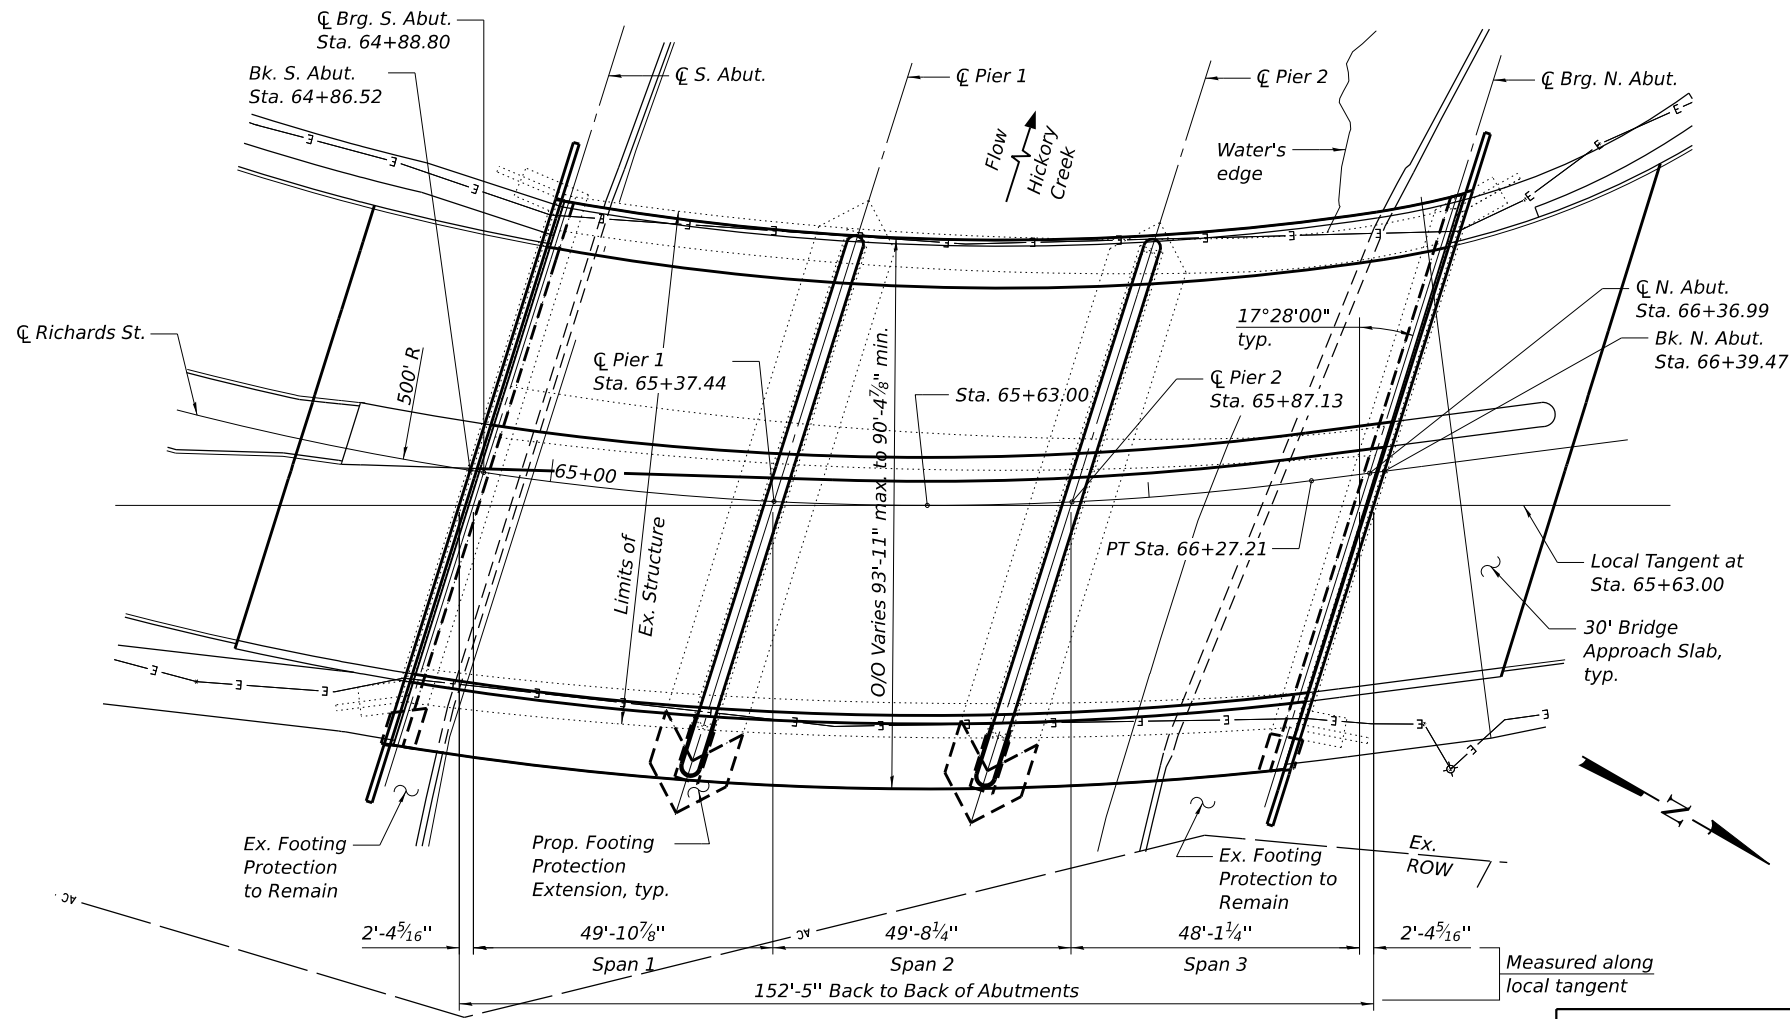 ℄ Brg. S. Abut.
Sta. 64+88.80
Bk. S. Abut.
Sta. 64+86.52
℄ S. Abut.
℄ Pier 1
℄ Pier 2
℄ Brg. N. Abut.
Flow
Hickory
Creek
Water's
edge
℄ Richards St.
500' R
℄ Pier 1
Sta. 65+37.44
Sta. 65+63.00
℄ Pier 2
Sta. 65+87.13
17°28'00"
typ.
℄ N. Abut.
Sta. 66+36.99
Bk. N. Abut.
Sta. 66+39.47
65+00
Limits of
Ex. Structure
O/O Varies 93'-11" max. to 90'-4⅞" min.
PT Sta. 66+27.21
Local Tangent at
Sta. 65+63.00
30' Bridge
Approach Slab,
typ.
Ex. Footing
Protection
to Remain
Prop. Footing
Protection
Extension, typ.
Ex. Footing
Protection to
Remain
Ex.
ROW
N
AC
AC
E E E E E E E E E E E E E E E
E E E E E E E E E E E E E E E E
2'-4 5/16" 49'-10⅞" 49'-8¼" 48'-1¼" 2'-4 5/16"
Span 1 Span 2 Span 3
152'-5" Back to Back of Abutments
Measured along
local tangent